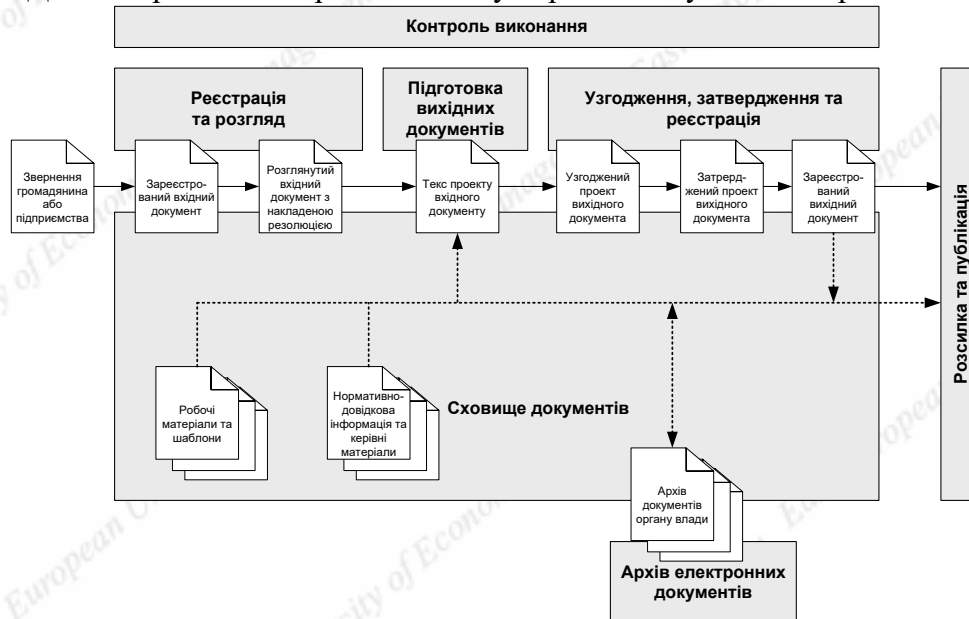 Контроль виконання
Реєстрація
та розгляд
Підготовка
вихідних
документів
Узгодження, затвердження та
реєстрація
Звернення
громадянина
або
підприємства
Зареєстро-
ваний вхідний
документ
Розглянутий
вхідний
документ з
накладеною
резолюцією
Текс проекту
вхідного
документу
Узгоджений
проект
вихідного
документа
Затрерд-
жений проект
вихідного
документа
Зареєстро-
ваний
вихідний
документ
Розсилка та публікація
Робочі
матеріали та
шаблони
Нормативно-
довідкова
інформація та
керівні
матеріали
Сховище документів
Архів
документів
органу влади
Архів електронних
документів